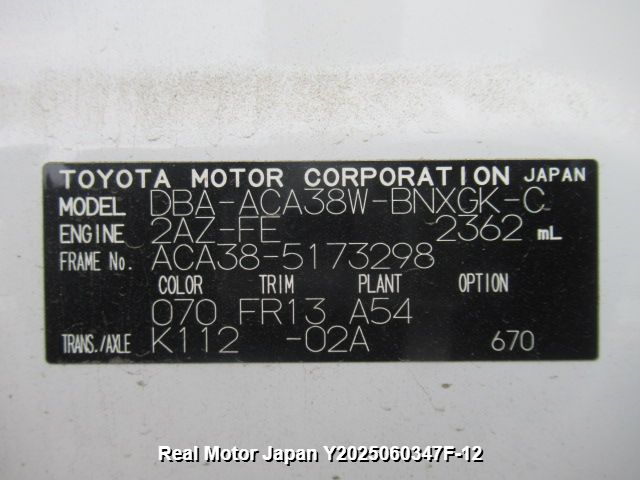 TOYOTA MOTOR CORPORATION JAPAN
MODEL DBA-ACA38W-BNXGK-C
ENGINE 2AZ-FE 2362 mL
FRAME No. ACA38-5173298
COLOR TRIM PLANT OPTION
070 FR13 A54
TRANS./AXLE K112 -02A 670
Real Motor Japan Y2025060347F-12